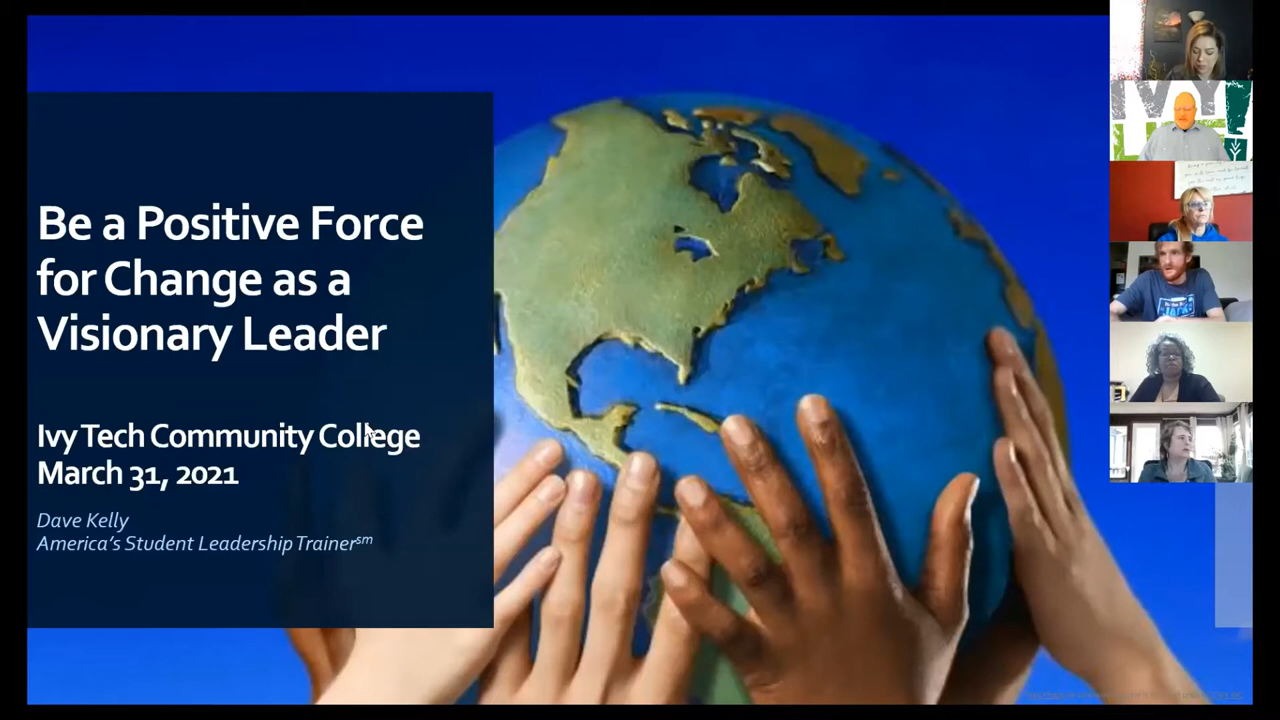 Be a Positive Force
for Change as a
Visionary Leader
Ivy Tech Community College
March 31, 2021
Dave Kelly
America's Student Leadership Trainer℠
IVY